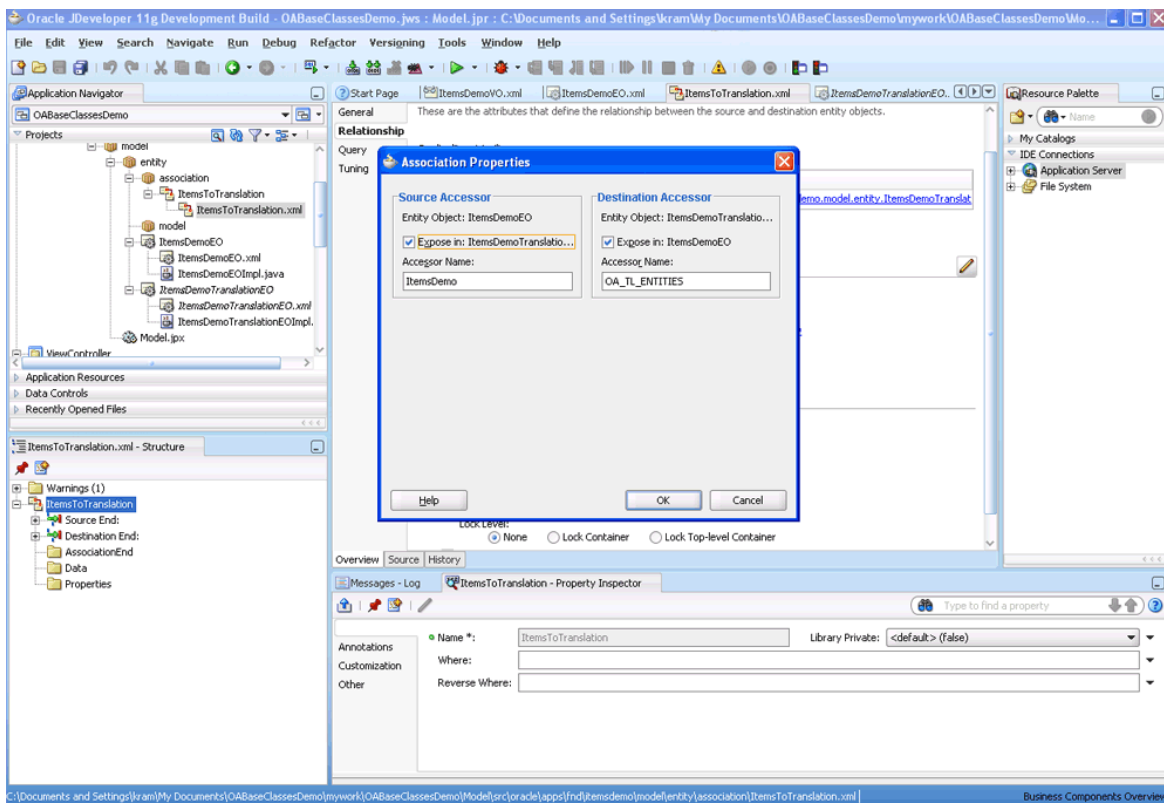 Oracle JDeveloper 11g Development Build - OABaseClassesDemo.jws : Model.jpr : C:\Documents and Settings\kram\My Documents\OABaseClassesDemo\mywork\OABaseClassesDemo\Mo...
File Edit View Search Navigate Run Debug Refactor Versioning Tools Window Help
Application Navigator
OABaseClassesDemo
Projects
model
entity
association
ItemsToTranslation
ItemsToTranslation.xml
model
ItemsDemoEO
ItemsDemoEO.xml
ItemsDemoEOImpl.java
ItemsDemoTranslationEO
ItemsDemoTranslationEO.xml
ItemsDemoTranslationEOImpl.
Model.jpx
ViewController
Application Resources
Data Controls
Recently Opened Files
ItemsToTranslation.xml - Structure
Warnings (1)
ItemsToTranslation
Source End:
Destination End:
AssociationEnd
Data
Properties
Start Page ItemsDemoVO.xml ItemsDemoEO.xml ItemsToTranslation.xml ItemsDemoTranslationEO..
General
Relationship
Query
Tuning
These are the attributes that define the relationship between the source and destination entity objects.
emo.model.entity.ItemsDemoTranslat
Association Properties
Source Accessor
Entity Object: ItemsDemoEO
Expose in: ItemsDemoTranslatio...
Accessor Name:
ItemsDemo
Destination Accessor
Entity Object: ItemsDemoTranslatio...
Expose in: ItemsDemoEO
Accessor Name:
OA_TL_ENTITIES
Help OK Cancel
Lock Level:
None Lock Container Lock Top-level Container
Overview Source History
Messages - Log ItemsToTranslation - Property Inspector
Type to find a property
Annotations
Customization
Other
Name *: ItemsToTranslation Library Private: <default> (false)
Where:
Reverse Where:
Resource Palette
Name
My Catalogs
IDE Connections
Application Server
File System
C:\Documents and Settings\kram\My Documents\OABaseClassesDemo\mywork\OABaseClassesDemo\Model\src\oracle\apps\fnd\itemsdemo\model\entity\association\ItemsToTranslation.xml
Business Components Overview